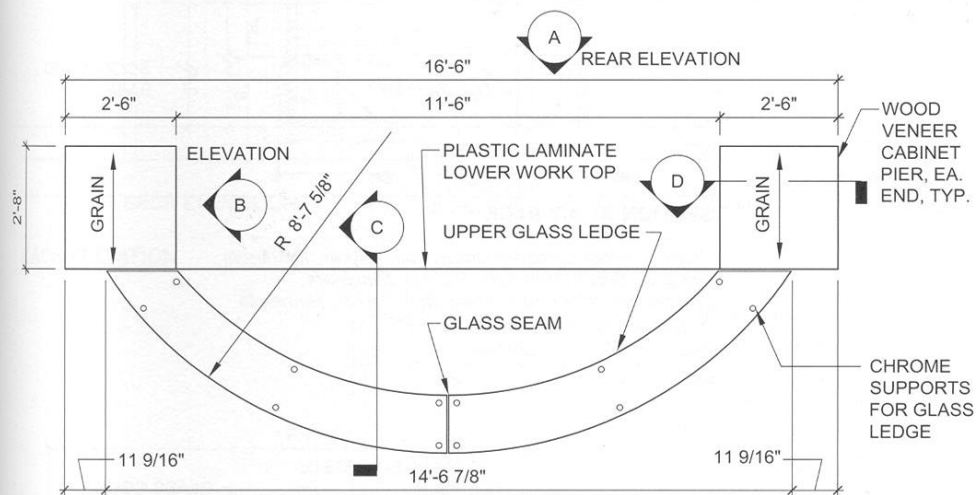 A
REAR ELEVATION
16'-6"
2'-6"
11'-6"
2'-6"
WOOD
VENEER
CABINET
PIER, EA.
END, TYP.
ELEVATION
PLASTIC LAMINATE
LOWER WORK TOP
2'-8"
GRAIN
B
R 8'-7 5/8"
C
D
GRAIN
UPPER GLASS LEDGE
GLASS SEAM
CHROME
SUPPORTS
FOR GLASS
LEDGE
11 9/16"
14'-6 7/8"
11 9/16"